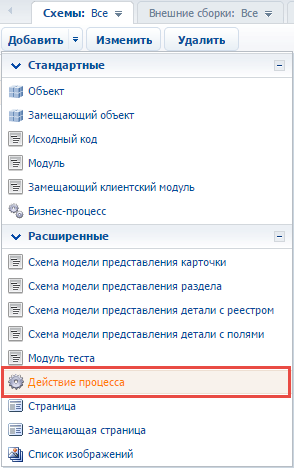 Схемы: Все Внешние сборки: Все
Добавить Изменить Удалить
Стандартные
Объект
Замещающий объект
Исходный код
Модуль
Замещающий клиентский модуль
Бизнес-процесс
Расширенные
Схема модели представления карточки
Схема модели представления раздела
Схема модели представления детали с реестром
Схема модели представления детали с полями
Модуль теста
Действие процесса
Страница
Замещающая страница
Список изображений